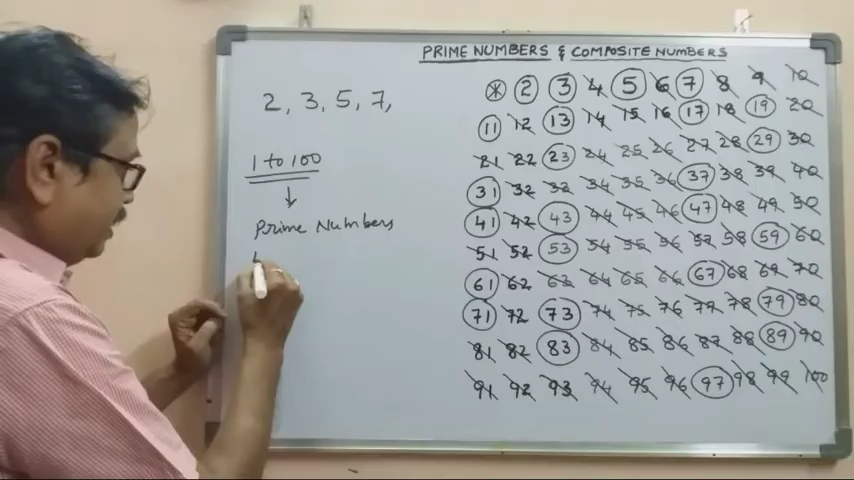 PRIME NUMBERS & COMPOSITE NUMBERS
2, 3, 5, 7,
1 to 100
Prime Numbers
1 2 3 4 5 6 7 8 9 10
11 12 13 14 15 16 17 18 19 20
21 22 23 24 25 26 27 28 29 30
31 32 33 34 35 36 37 38 39 40
41 42 43 44 45 46 47 48 49 50
51 52 53 54 55 56 57 58 59 60
61 62 63 64 65 66 67 68 69 70
71 72 73 74 75 76 77 78 79 80
81 82 83 84 85 86 87 88 89 90
91 92 93 94 95 96 97 98 99 100